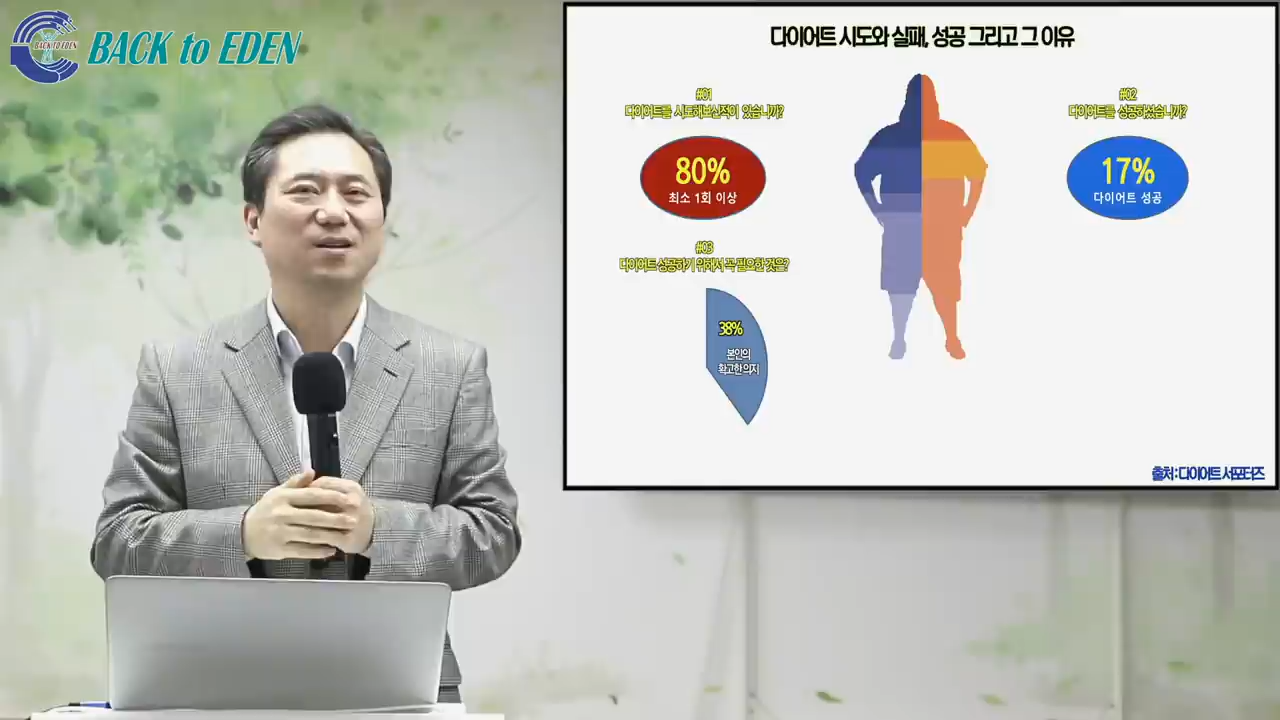 BACK TO EDEN
BACK to EDEN
다이어트 시도와 실패, 성공 그리고 그 이유
#01
다이어트를 시도해보신적이 있습니까?
80%
최소 1회 이상
#02
다이어트를 성공하셨습니까?
17%
다이어트 성공
#03
다이어트 성공하기 위해서 꼭 필요한 것은?
38%
본인의
확고한 의지
출처 : 다이어트 서포터즈